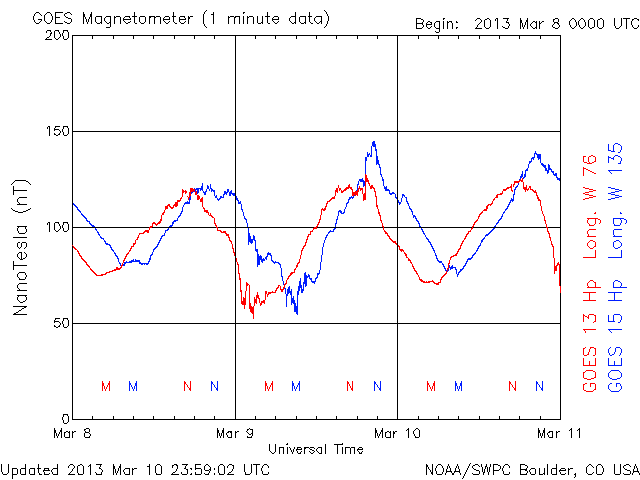 GOES Magnetometer (1 minute data)
Begin: 2013 Mar 8 0000 UTC
200
150
100
50
0
NanoTesla (nT)
M M N N M M N N M M N N
Mar 8 Mar 9 Mar 10 Mar 11
Universal Time
GOES 13 Hp Long. W 76
GOES 15 Hp Long. W 135
Updated 2013 Mar 10 23:59:02 UTC
NOAA/SWPC Boulder, CO USA